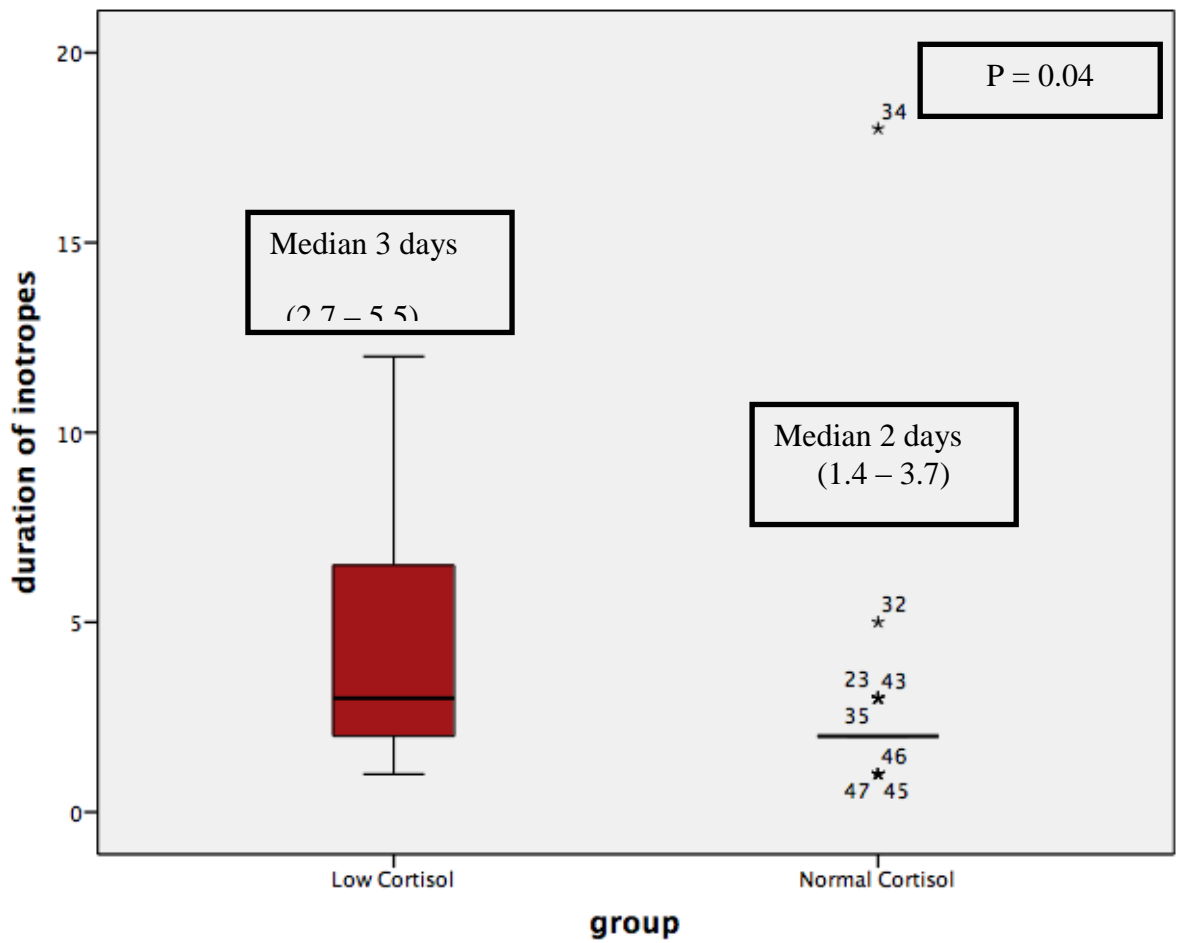 20
P = 0.04
34
15
Median 3 days
(2.7 – 5.5)
duration of inotropes
10
Median 2 days
(1.4 – 3.7)
5
32
23 43
35
46
47 45
0
Low Cortisol
Normal Cortisol
group